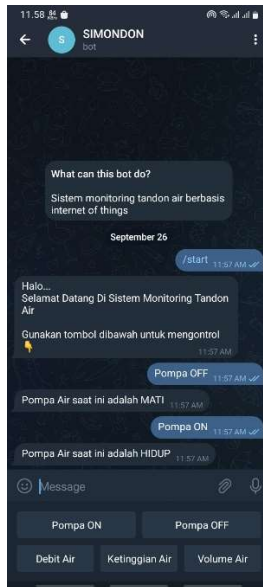 11.58
SIMONDON
S
bot
What can this bot do?
Sistem monitoring tandon air berbasis
internet of things
September 26
/start 11:57 AM
Halo...
Selamat Datang Di Sistem Monitoring Tandon
Air
Gunakan tombol dibawah untuk mengontrol
👇
11:57 AM
Pompa OFF 11:57 AM
Pompa Air saat ini adalah MATI 11:57 AM
Pompa ON 11:57 AM
Pompa Air saat ini adalah HIDUP 11:57 AM
Message
Pompa ON
Pompa OFF
Debit Air
Ketinggian Air
Volume Air